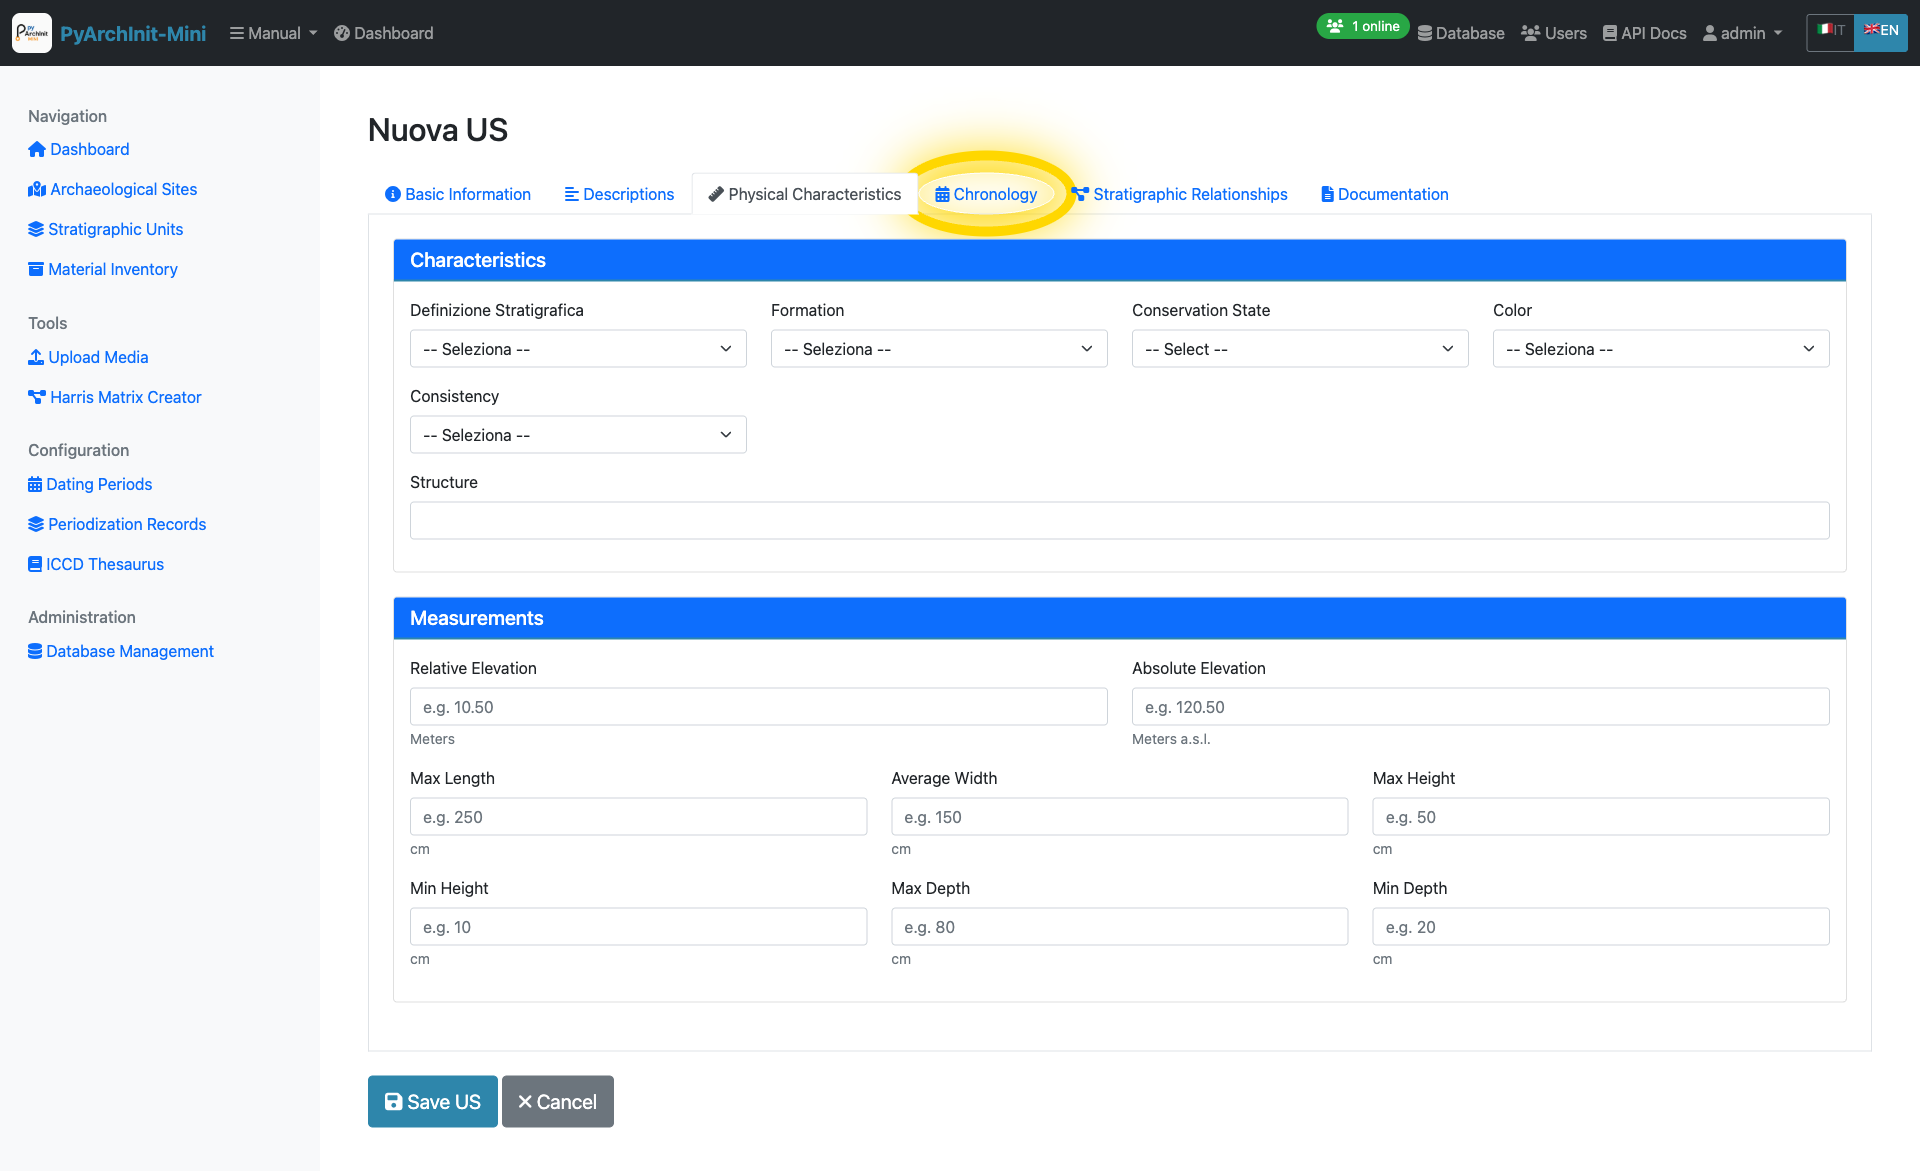 py
ArchInit
MINI
PyArchInit-Mini
Manual
Dashboard
1 online
Database
Users
API Docs
admin
IT
EN
Navigation
Dashboard
Archaeological Sites
Stratigraphic Units
Material Inventory
Tools
Upload Media
Harris Matrix Creator
Configuration
Dating Periods
Periodization Records
ICCD Thesaurus
Administration
Database Management
Nuova US
Basic Information
Descriptions
Physical Characteristics
Chronology
Stratigraphic Relationships
Documentation
Characteristics
Definizione Stratigrafica
Formation
Conservation State
Color
-- Seleziona --
-- Seleziona --
-- Select --
-- Seleziona --
Consistency
-- Seleziona --
Structure
Measurements
Relative Elevation
Absolute Elevation
e.g. 10.50
e.g. 120.50
Meters
Meters a.s.l.
Max Length
Average Width
Max Height
e.g. 250
e.g. 150
e.g. 50
cm
cm
cm
Min Height
Max Depth
Min Depth
e.g. 10
e.g. 80
e.g. 20
cm
cm
cm
Save US
Cancel